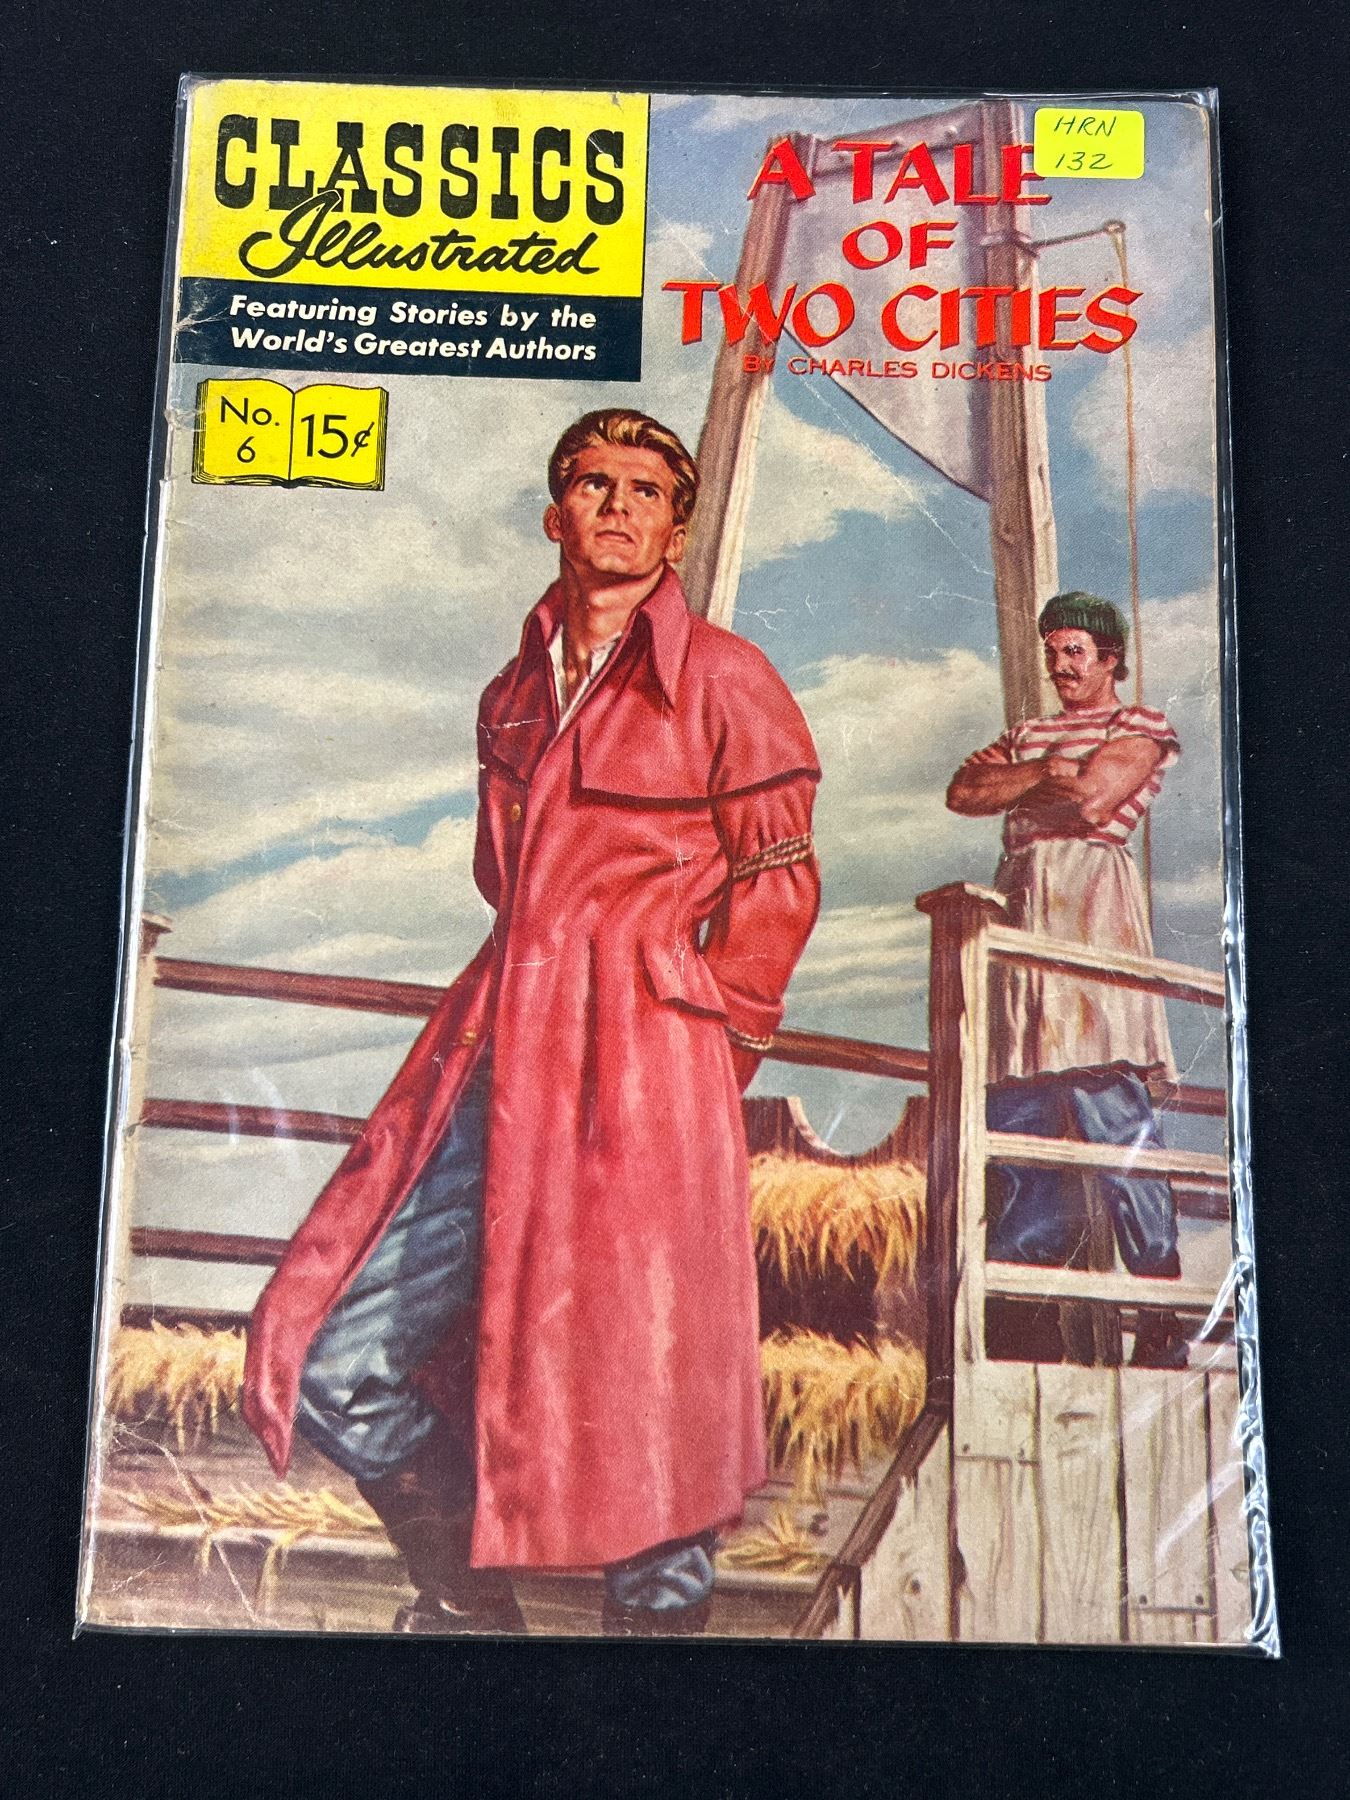 CLASSICS
Illustrated
Featuring Stories by the
World's Greatest Authors
No.
6
15¢
HRN
132
A TALE
OF
TWO CITIES
BY CHARLES DICKENS